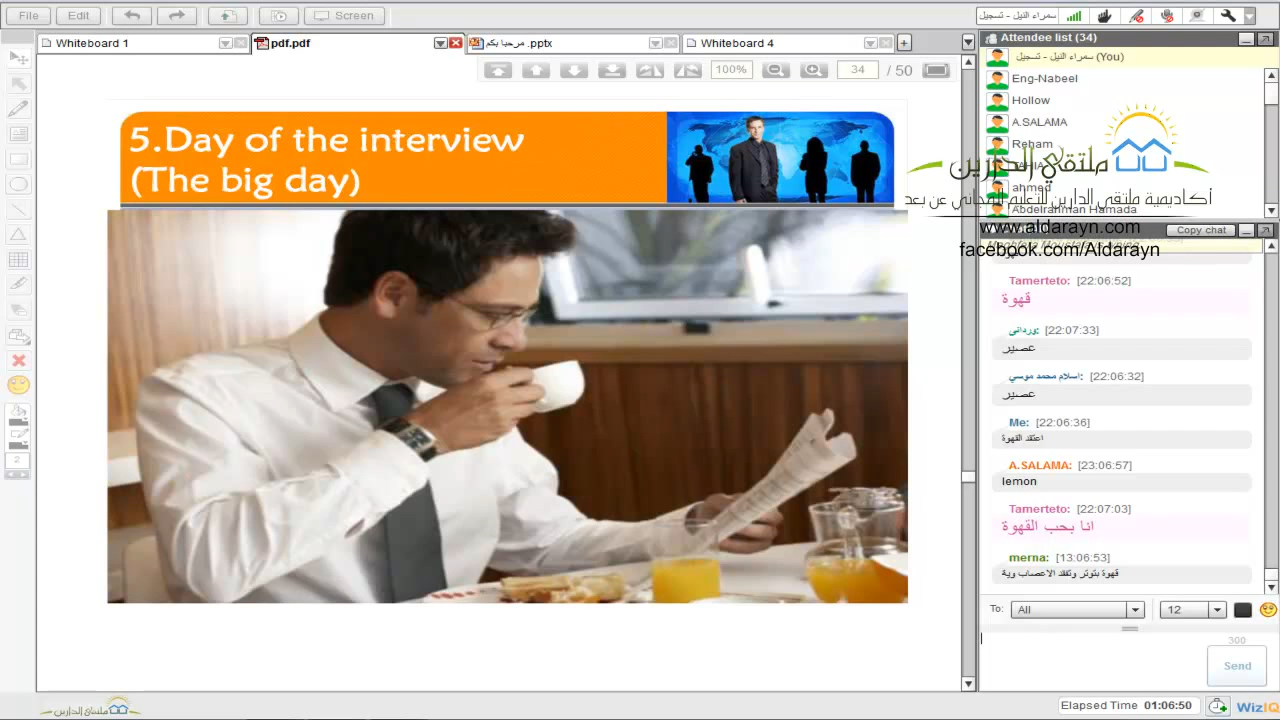 File
Edit
Screen
سمراء النيل - تسجيل
Whiteboard 1
pdf.pdf
مرحبا بكم .pptx
Whiteboard 4
100%
34 / 50
5.Day of the interview
(The big day)
Attendee list (34)
سمراء النيل - تسجيل (You)
Eng-Nabeel
Hollow
A.SALAMA
Reham
ahmed
Abdelrahman Hamada
ملتقي الدارين
أكاديمية ملتقي الدارين للتعليم المجاني عن بعد
www.aldarayn.com
facebook.com/Aldarayn
Copy chat
Tamerteto: [22:06:52]
قهوة
وردانى: [22:07:33]
عصير
اسلام محمد موسي: [22:06:32]
عصير
Me: [22:06:36]
اعتقد القهوة
A.SALAMA: [23:06:57]
lemon
Tamerteto: [22:07:03]
انا بحب القهوة
merna: [13:06:53]
قهوة بتوتر وتفقد الاعصاب وية
To: All
12
300
Send
2
ملتقي الدارين
Elapsed Time 01:06:50
WizIQ